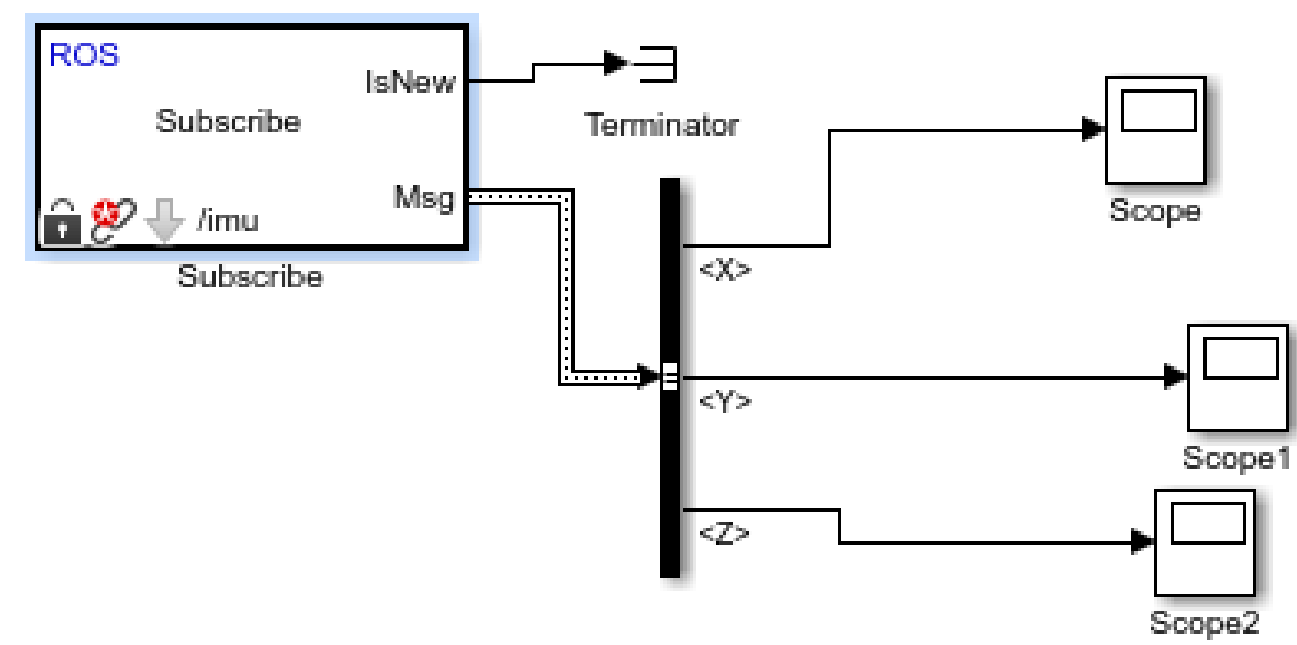 ROS
IsNew
Subscribe
Msg
/imu
Subscribe
Terminator
Scope
<X>
<Y>
Scope1
<Z>
Scope2